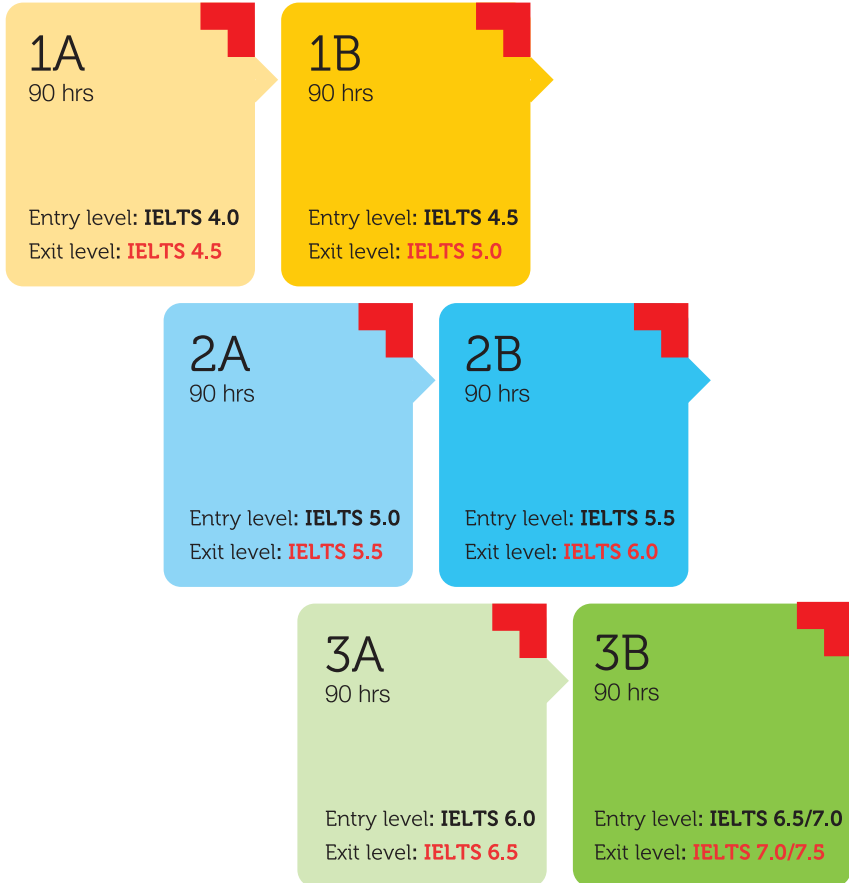 1A
90 hrs
Entry level: IELTS 4.0
Exit level: IELTS 4.5
1B
90 hrs
Entry level: IELTS 4.5
Exit level: IELTS 5.0
2A
90 hrs
Entry level: IELTS 5.0
Exit level: IELTS 5.5
2B
90 hrs
Entry level: IELTS 5.5
Exit level: IELTS 6.0
3A
90 hrs
Entry level: IELTS 6.0
Exit level: IELTS 6.5
3B
90 hrs
Entry level: IELTS 6.5/7.0
Exit level: IELTS 7.0/7.5